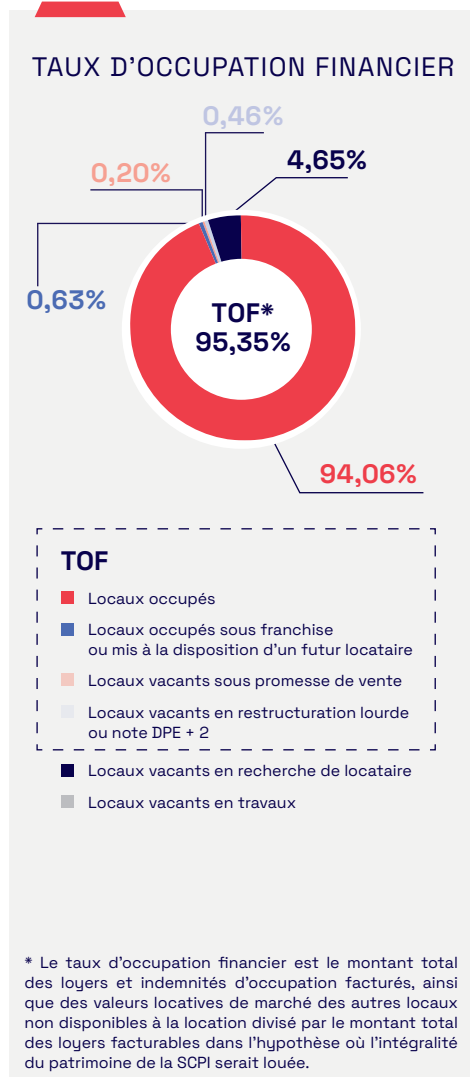 TAUX D'OCCUPATION FINANCIER
0,46%
4,65%
0,20%
0,63%
TOF*
95,35%
94,06%
TOF
Locaux occupés
Locaux occupés sous franchise
ou mis à la disposition d'un futur locataire
Locaux vacants sous promesse de vente
Locaux vacants en restructuration lourde
ou note DPE + 2
Locaux vacants en recherche de locataire
Locaux vacants en travaux
* Le taux d'occupation financier est le montant total
des loyers et indemnités d'occupation facturés, ainsi
que des valeurs locatives de marché des autres locaux
non disponibles à la location divisé par le montant total
des loyers facturables dans l'hypothèse où l'intégralité
du patrimoine de la SCPI serait louée.